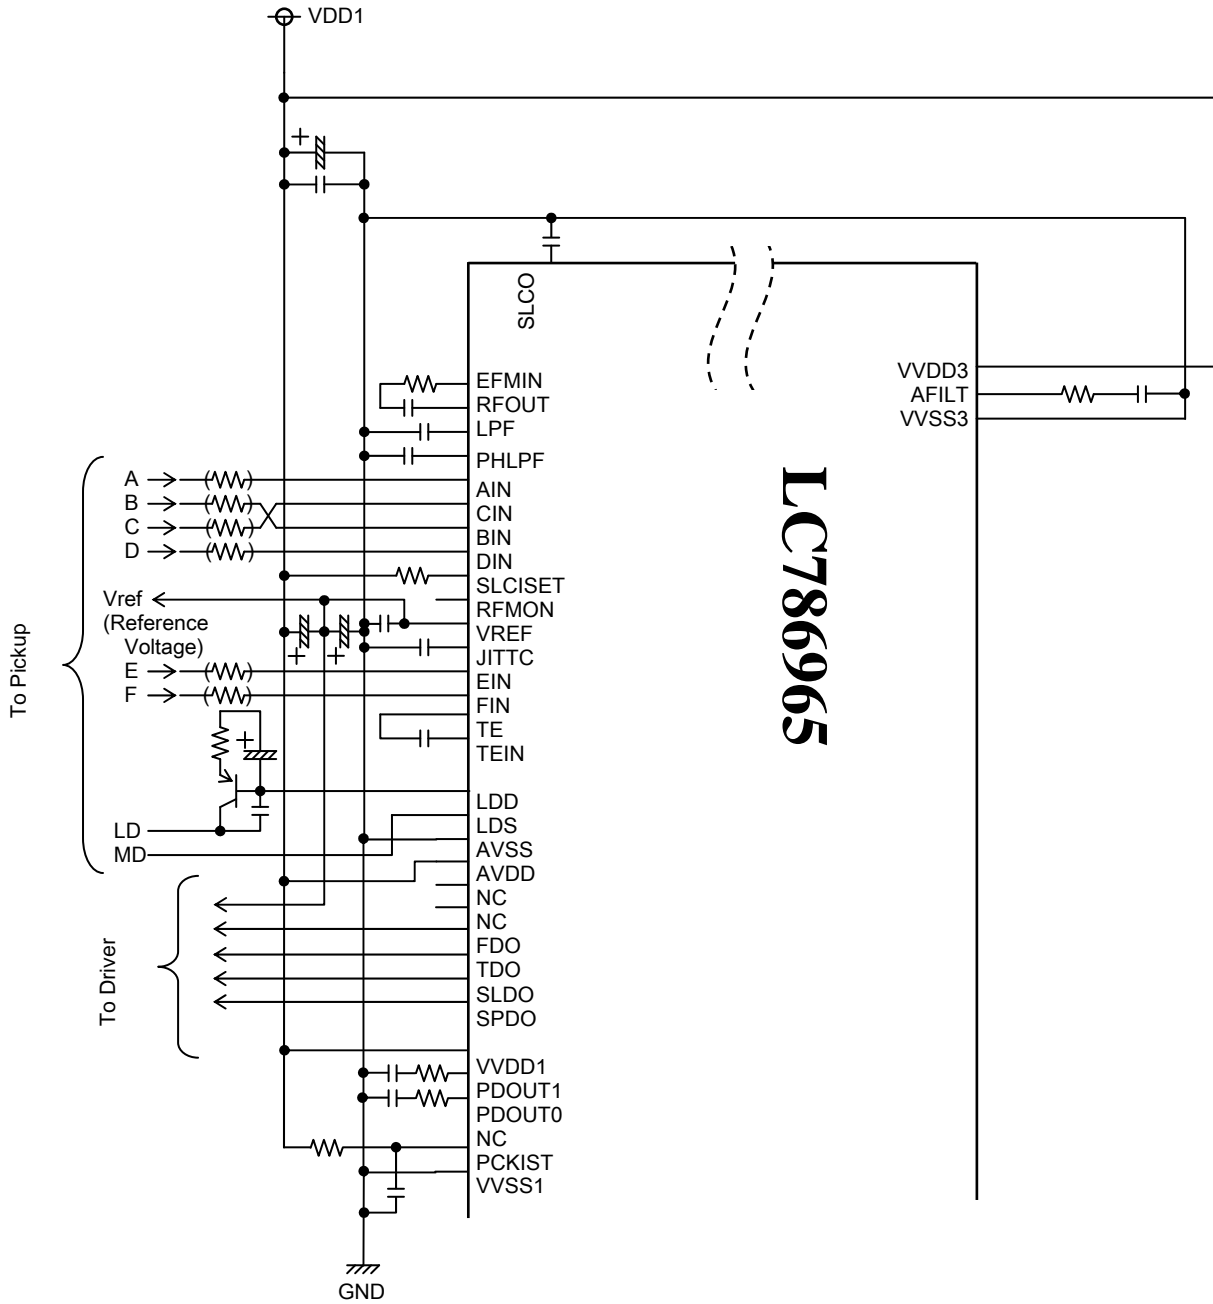 VDD1
+
SLCO
EFMIN
RFOUT
LPF
PHLPF
AIN
CIN
BIN
DIN
SLCISET
RFMON
VREF
JITTC
EIN
FIN
TE
TEIN
LDD
LDS
AVSS
AVDD
NC
NC
FDO
TDO
SLDO
SPDO
VVDD1
PDOUT1
PDOUT0
NC
PCKIST
VVSS1
VVDD3
AFILT
VVSS3
LC786965
To Pickup
A
B
C
D
Vref
(Reference
Voltage)
+
+
E
F
+
LD
MD
To Driver
GND